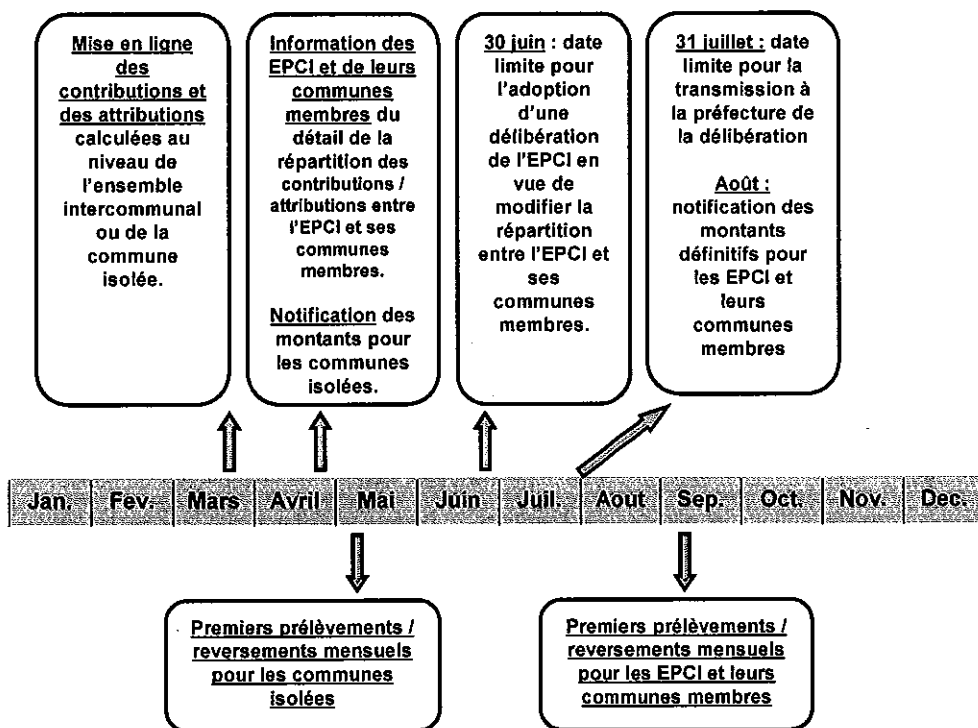 Mise en ligne
des
contributions et
des attributions
calculées au
niveau de
l'ensemble
intercommunal
ou de la
commune
isolée.
Information des
EPCI et de leurs
communes
membres du
détail de la
répartition des
contributions /
attributions entre
l'EPCI et ses
communes
membres.
Notification des
montants pour
les communes
isolées.
30 juin : date
limite pour
l'adoption
d'une
délibération
de l'EPCI en
vue de
modifier la
répartition
entre l'EPCI et
ses
communes
membres.
31 juillet : date
limite pour la
transmission à
la préfecture de
la délibération
Août :
notification des
montants
définitifs pour
les EPCI et
leurs
communes
membres
Jan. Fev. Mars Avril Mai Juin Juil. Aout Sep. Oct. Nov. Dec.
Premiers prélèvements /
reversements mensuels
pour les communes
isolées
Premiers prélèvements /
reversements mensuels
pour les EPCI et leurs
communes membres